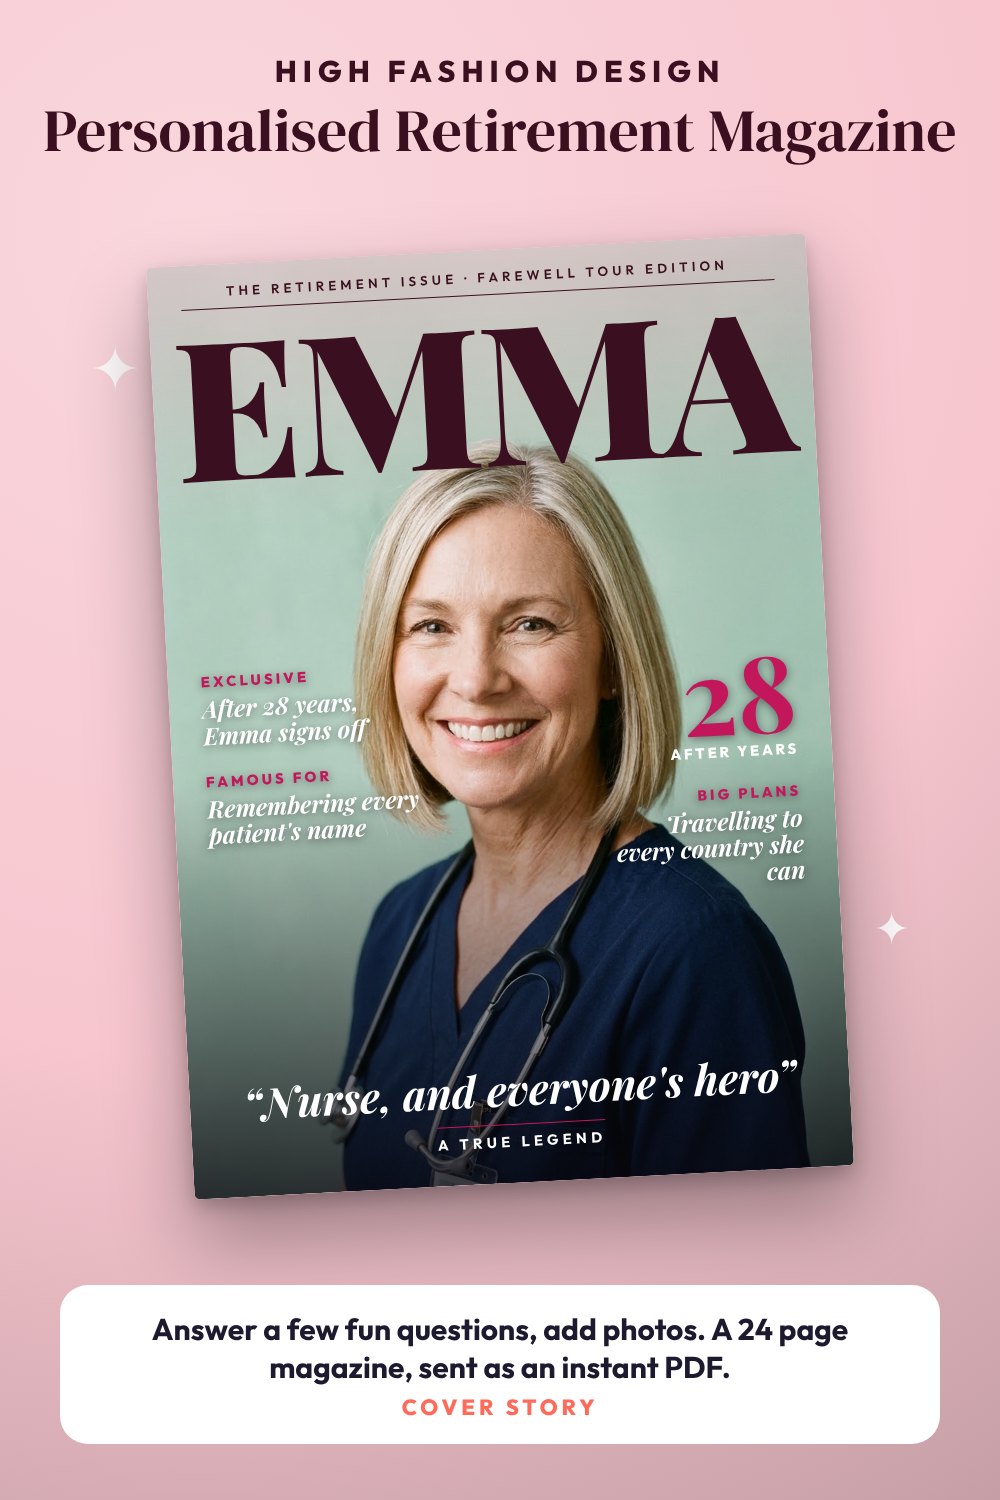 HIGH FASHION DESIGN
Personalised Retirement Magazine
THE RETIREMENT ISSUE · FAREWELL TOUR EDITION
EMMA
EXCLUSIVE
After 28 years,
Emma signs off
FAMOUS FOR
Remembering every
patient's name
28
AFTER YEARS
BIG PLANS
Travelling to
every country she
can
“Nurse, and everyone's hero”
A TRUE LEGEND
Answer a few fun questions, add photos. A 24 page
magazine, sent as an instant PDF.
COVER STORY